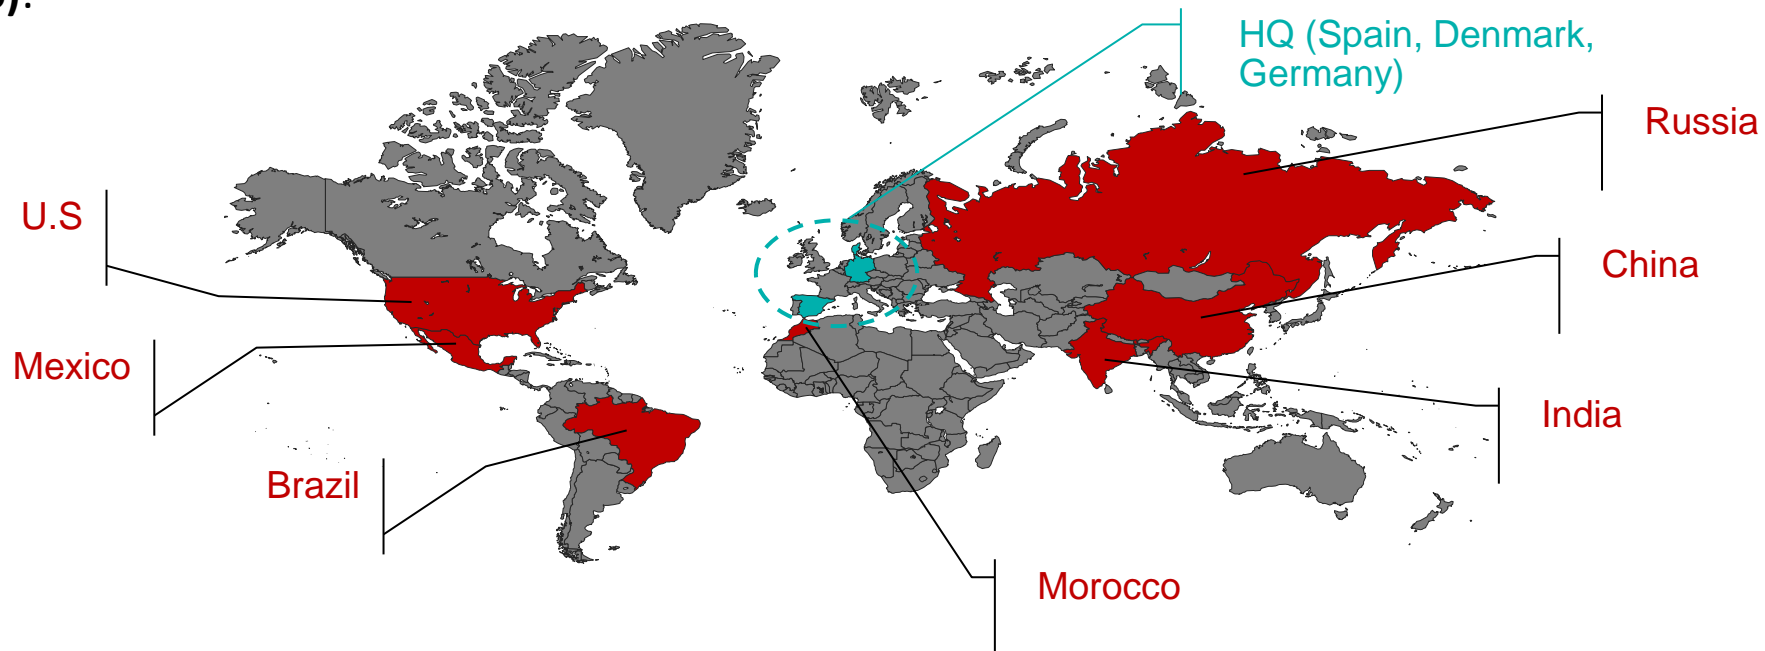 ):
HQ (Spain, Denmark,
Germany)
Russia
U.S
China
Mexico
India
Brazil
Morocco